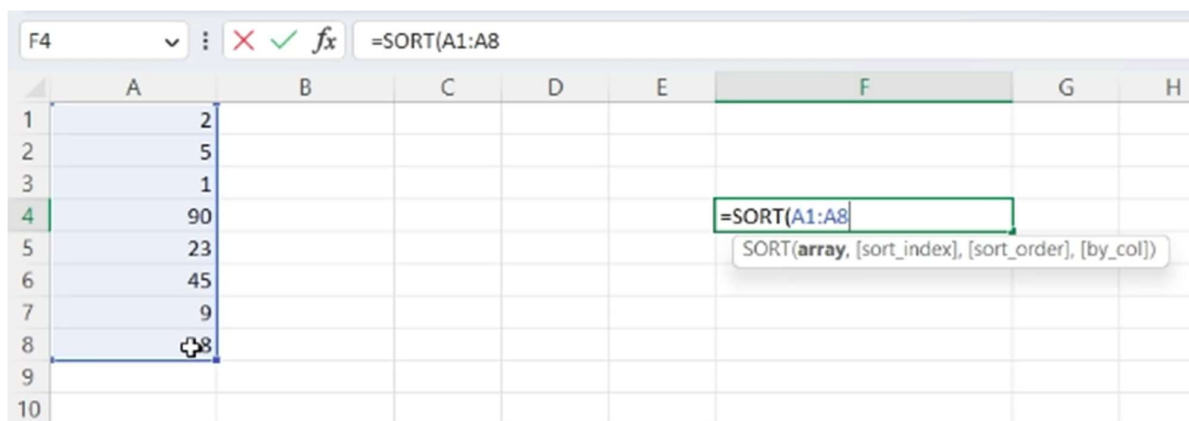 F4 fx =SORT(A1:A8
A B C D E F G H
1 2
2 5
3 1
4 90 =SORT(A1:A8
5 23 SORT(array, [sort_index], [sort_order], [by_col])
6 45
7 9
8
9
10